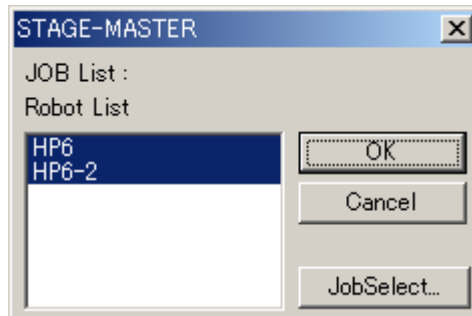 STAGE-MASTER
JOB List :
Robot List
HP6
HP6-2
OK
Cancel
JobSelect...